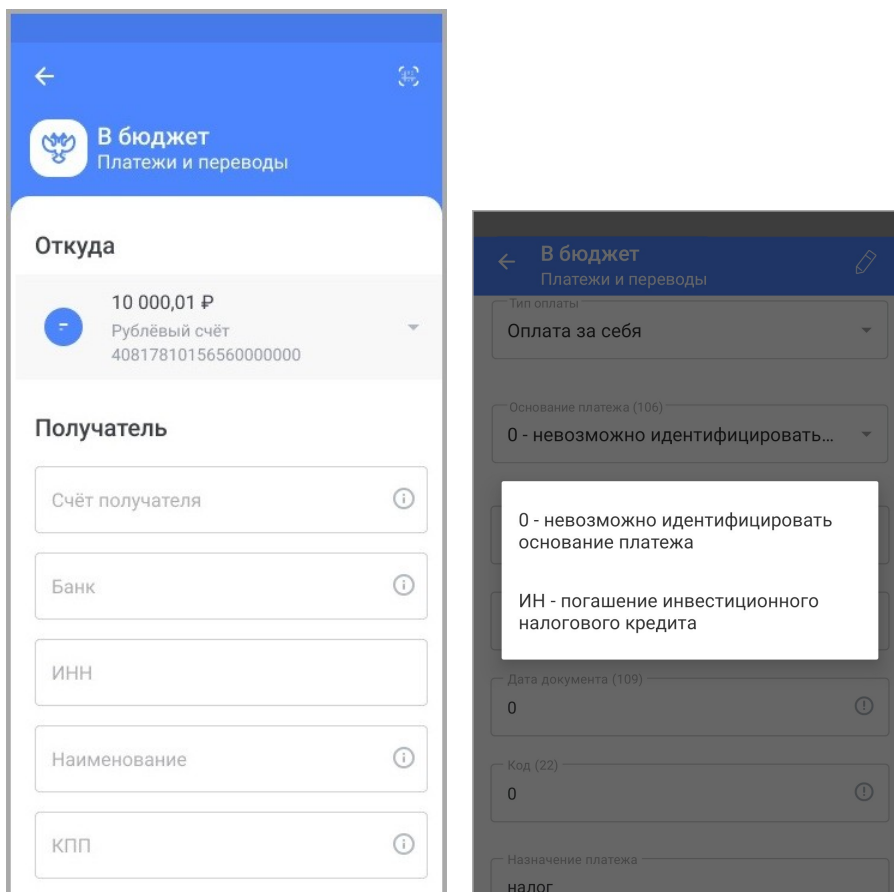 В бюджет
Платежи и переводы
Откуда
10 000,01 ₽
Рублёвый счёт
40817810156560000000
Получатель
Счёт получателя
Банк
ИНН
Наименование
КПП
В бюджет
Платежи и переводы
Тип оплаты
Оплата за себя
Основание платежа (106)
0 - невозможно идентифицировать...
0 - невозможно идентифицировать
основание платежа
ИН - погашение инвестиционного
налогового кредита
Дата документа (109)
0
Код (22)
0
Назначение платежа
налог